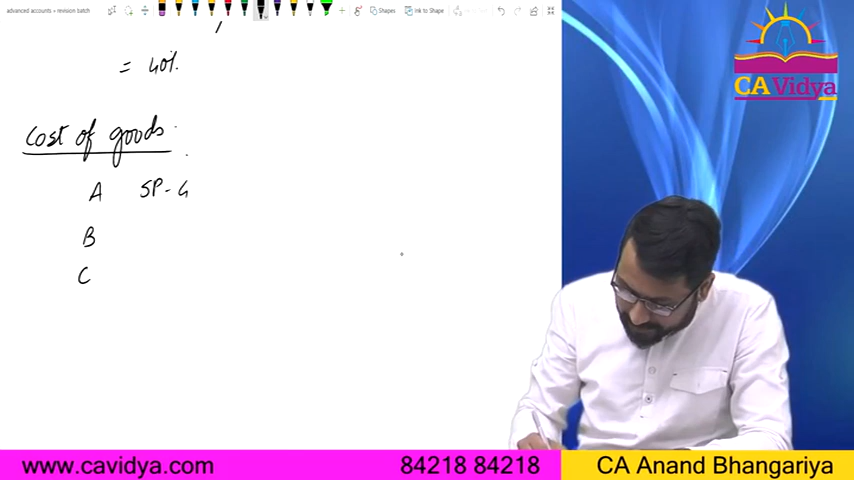 advanced accounts + revision batch
Shapes
Ink to Shape
= 40%
Cost of goods
A SP - G
B
C
CA Vidya
www.cavidya.com
84218 84218
CA Anand Bhangariya